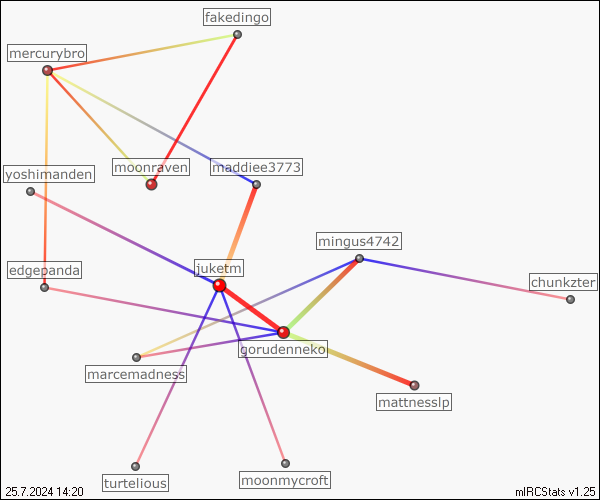 fakedingo
mercurybro
yoshimanden
moonraven
maddiee3773
mingus4742
edgepanda
juketm
chunkzter
gorudenneko
marcemadness
mattnesslp
turtelious
moonmycroft
25.7.2024 14:20
mIRCStats v1.25